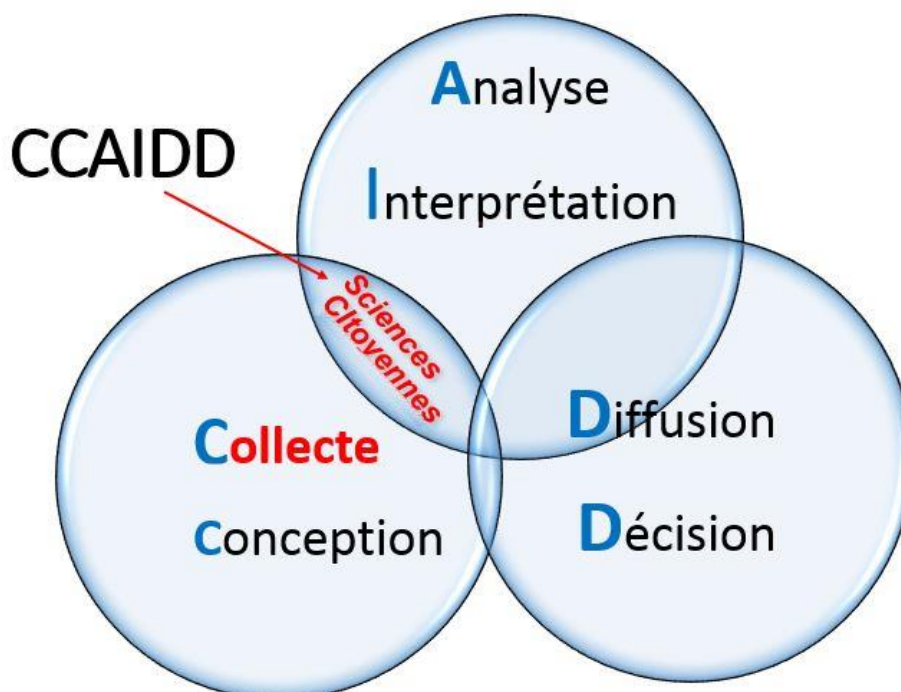 Analyse
CCAIDD
Interprétation
Sciences
CItoyennes
Diffusion
Collecte
Décision
Conception